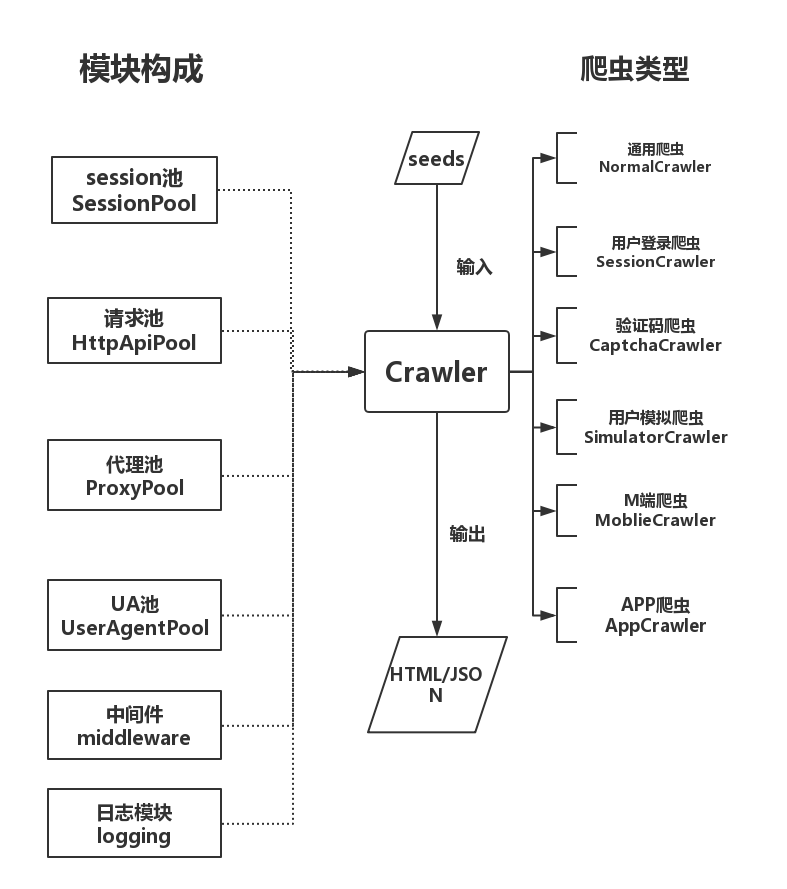 模块构成
爬虫类型
session池
SessionPool
请求池
HttpApiPool
代理池
ProxyPool
UA池
UserAgentPool
中间件
middleware
日志模块
logging
seeds
输入
Crawler
输出
HTML/JSO
N
通用爬虫
NormalCrawler
用户登录爬虫
SessionCrawler
验证码爬虫
CaptchaCrawler
用户模拟爬虫
SimulatorCrawler
M端爬虫
MoblieCrawler
APP爬虫
AppCrawler